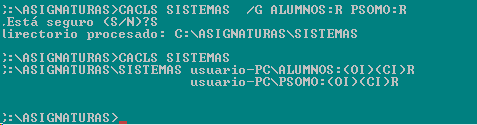 C:\ASIGNATURAS>CACLS SISTEMAS /G ALUMNOS:R PSOMO:R
¿Está seguro (S/N)?S
directorio procesado: C:\ASIGNATURAS\SISTEMAS
C:\ASIGNATURAS>CACLS SISTEMAS
C:\ASIGNATURAS\SISTEMAS usuario-PC\ALUMNOS:(OI)(CI)R
usuario-PC\PSOMO:(OI)(CI)R
C:\ASIGNATURAS>